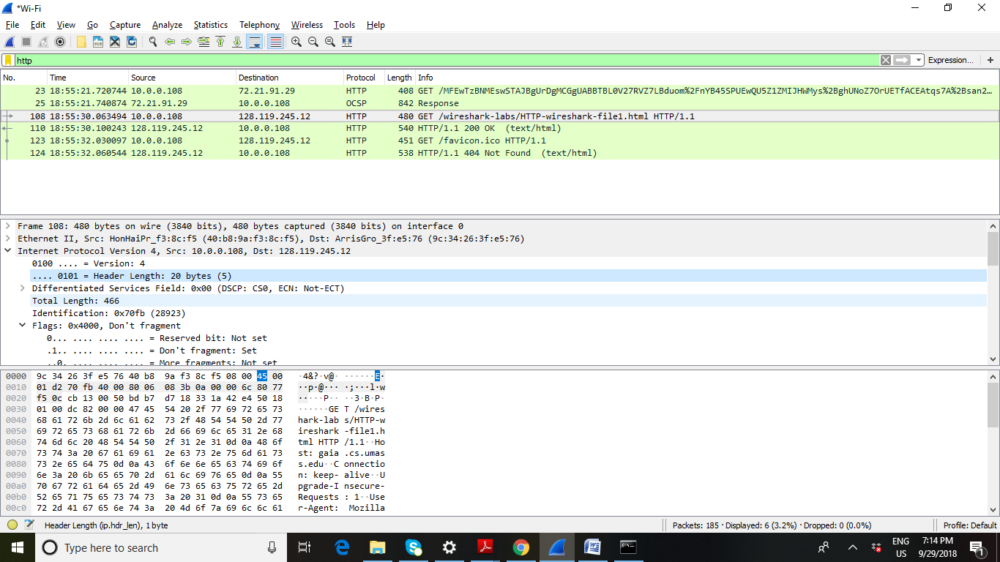 *Wi-Fi
File Edit View Go Capture Analyze Statistics Telephony Wireless Tools Help
http
Expression... +
No. Time Source Destination Protocol Length Info
23 18:55:21.720744 10.0.0.108 72.21.91.29 HTTP 408 GET /MFEwTzBNMEswSTAJBgUrDgMCGgUABBTBL0V27RVZ7LBduom%2FnYB45SPUEwQU5Z1ZMIJHWMys%2BghUNoZ7OrUETfACEAtqs7A%2Bsan2…
25 18:55:21.740874 72.21.91.29 10.0.0.108 OCSP 842 Response
108 18:55:30.063494 10.0.0.108 128.119.245.12 HTTP 480 GET /wireshark-labs/HTTP-wireshark-file1.html HTTP/1.1
110 18:55:30.100243 128.119.245.12 10.0.0.108 HTTP 540 HTTP/1.1 200 OK (text/html)
123 18:55:32.030097 10.0.0.108 128.119.245.12 HTTP 451 GET /favicon.ico HTTP/1.1
124 18:55:32.060544 128.119.245.12 10.0.0.108 HTTP 538 HTTP/1.1 404 Not Found (text/html)
Frame 108: 480 bytes on wire (3840 bits), 480 bytes captured (3840 bits) on interface 0
Ethernet II, Src: HonHaiPr_f3:8c:f5 (40:b8:9a:f3:8c:f5), Dst: ArrisGro_3f:e5:76 (9c:34:26:3f:e5:76)
Internet Protocol Version 4, Src: 10.0.0.108, Dst: 128.119.245.12
0100 .... = Version: 4
.... 0101 = Header Length: 20 bytes (5)
Differentiated Services Field: 0x00 (DSCP: CS0, ECN: Not-ECT)
Total Length: 466
Identification: 0x70fb (28923)
Flags: 0x4000, Don't fragment
0... .... .... .... = Reserved bit: Not set
.1.. .... .... .... = Don't fragment: Set
..0. .... .... .... = More fragments: Not set
0000 9c 34 26 3f e5 76 40 b8 9a f3 8c f5 08 00 45 00 ·4&?·v@· ······E·
0010 01 d2 70 fb 40 00 80 06 08 3b 0a 00 00 6c 80 77 ··p·@··· ·;···l·w
0020 f5 0c cb 13 00 50 bd b7 d7 18 33 1a 42 e4 50 18 ·····P·· ··3·B·P·
0030 01 00 dc 82 00 00 47 45 54 20 2f 77 69 72 65 73 ······GE T /wires
0040 68 61 72 6b 2d 6c 61 62 73 2f 48 54 54 50 2d 77 hark-lab s/HTTP-w
0050 69 72 65 73 68 61 72 6b 2d 66 69 6c 65 31 2e 68 ireshark -file1.h
0060 74 6d 6c 20 48 54 54 50 2f 31 2e 31 0d 0a 48 6f tml HTTP /1.1··Ho
0070 73 74 3a 20 67 61 69 61 2e 63 73 2e 75 6d 61 73 st: gaia .cs.umas
0080 73 2e 65 64 75 0d 0a 43 6f 6e 6e 65 63 74 69 6f s.edu··C onnectio
0090 6e 3a 20 6b 65 65 70 2d 61 6c 69 76 65 0d 0a 55 n: keep- alive··U
00a0 70 67 72 61 64 65 2d 49 6e 73 65 63 75 72 65 2d pgrade-I nsecure-
00b0 52 65 71 75 65 73 74 73 3a 20 31 0d 0a 55 73 65 Requests : 1··Use
00c0 72 2d 41 67 65 6e 74 3a 20 4d 6f 7a 69 6c 6c 61 r-Agent: Mozilla
Header Length (ip.hdr_len), 1 byte
Packets: 185 · Displayed: 6 (3.2%) · Dropped: 0 (0.0%)
Profile: Default
Type here to search
ENG
US
7:14 PM
9/29/2018
1